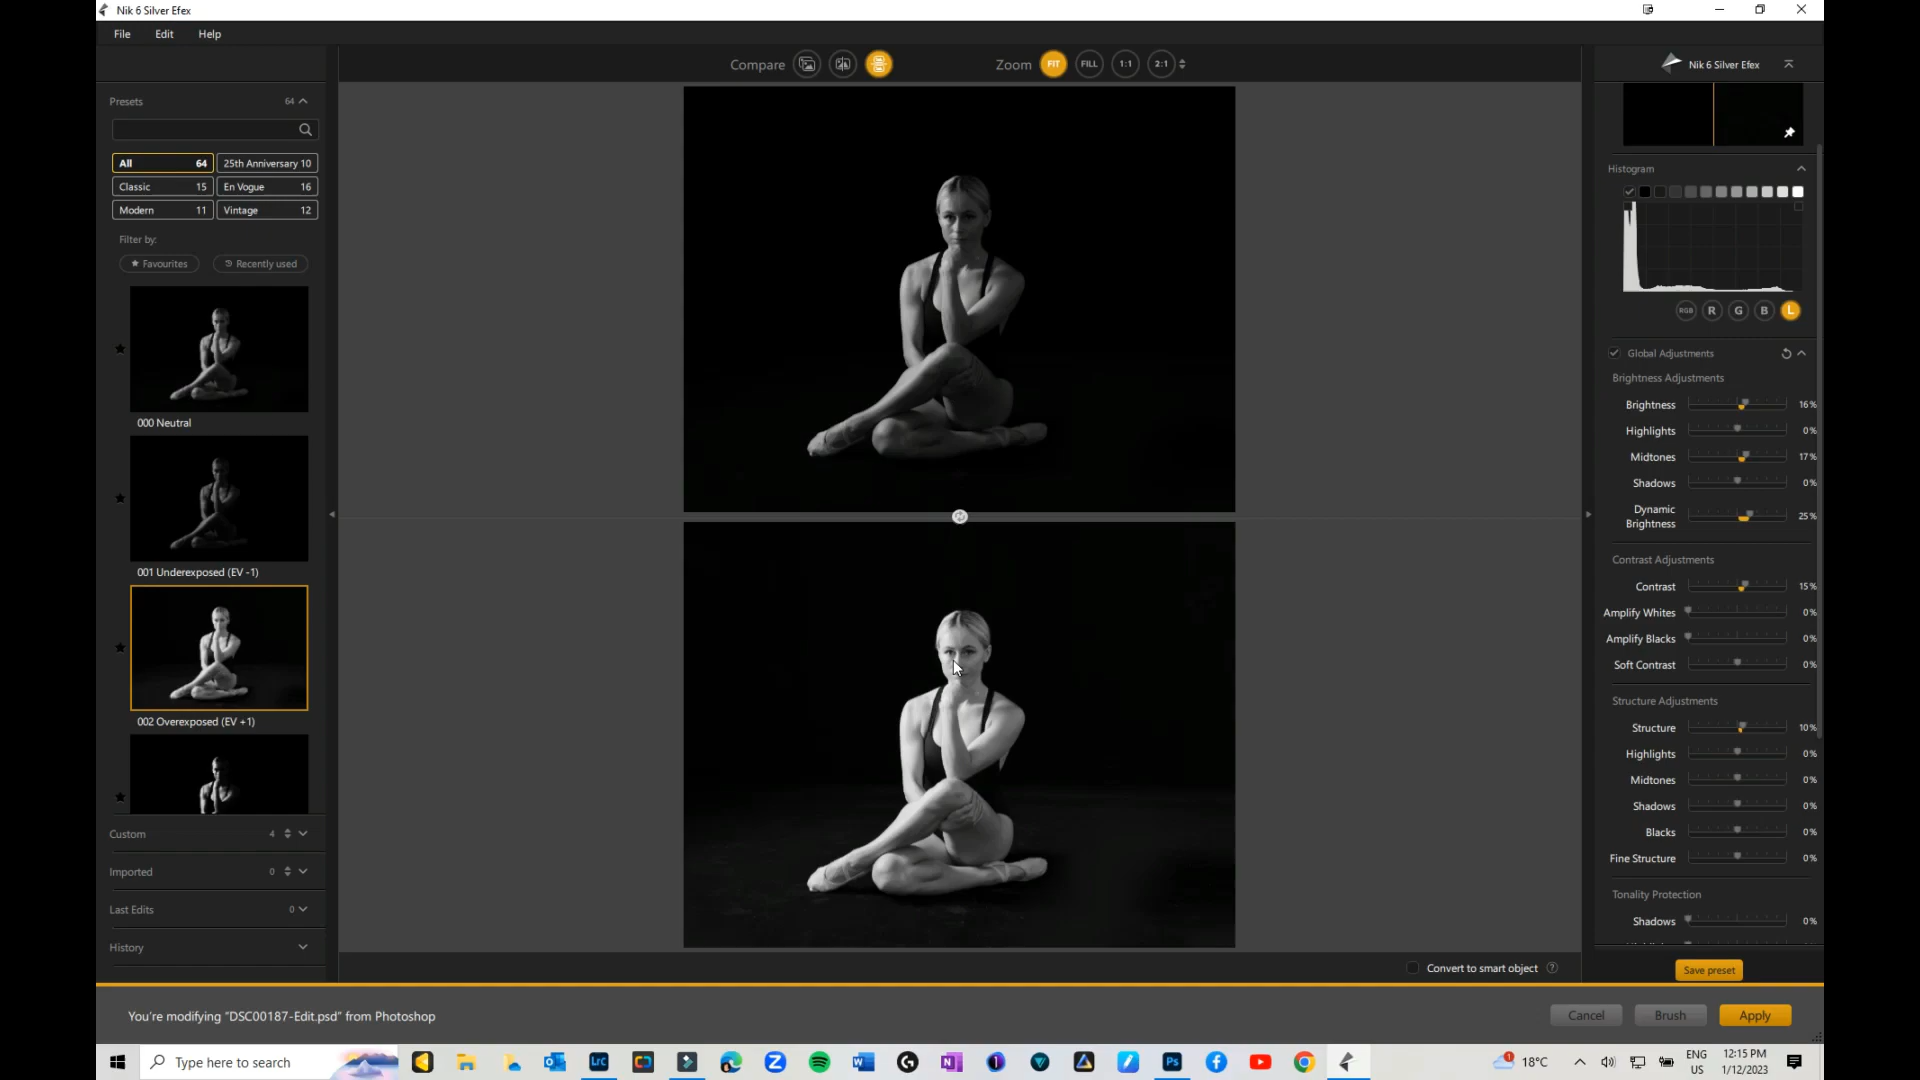 Nik 6 Silver Efex
File Edit Help
Compare
Zoom FIT FILL 1:1 2:1
Nik 6 Silver Efex
Presets 64
All 64
25th Anniversary 10
Classic 15
En Vogue 16
Modern 11
Vintage 12
Filter by:
Favourites
Recently used
000 Neutral
001 Underexposed (EV -1)
002 Overexposed (EV +1)
Custom 4
Imported 0
Last Edits 0
History
Histogram
RGB R G B L
Global Adjustments
Brightness Adjustments
Brightness 16%
Highlights 0%
Midtones 17%
Shadows 0%
Dynamic
Brightness 25%
Contrast Adjustments
Contrast 15%
Amplify Whites 0%
Amplify Blacks 0%
Soft Contrast 0%
Structure Adjustments
Structure 10%
Highlights 0%
Midtones 0%
Shadows 0%
Blacks 0%
Fine Structure 0%
Tonality Protection
Shadows 0%
Convert to smart object ?
Save preset
You're modifying "DSC00187-Edit.psd" from Photoshop
Cancel Brush Apply
Type here to search
LrC
Ps
1
18°C
ENG
US
12:15 PM
1/12/2023